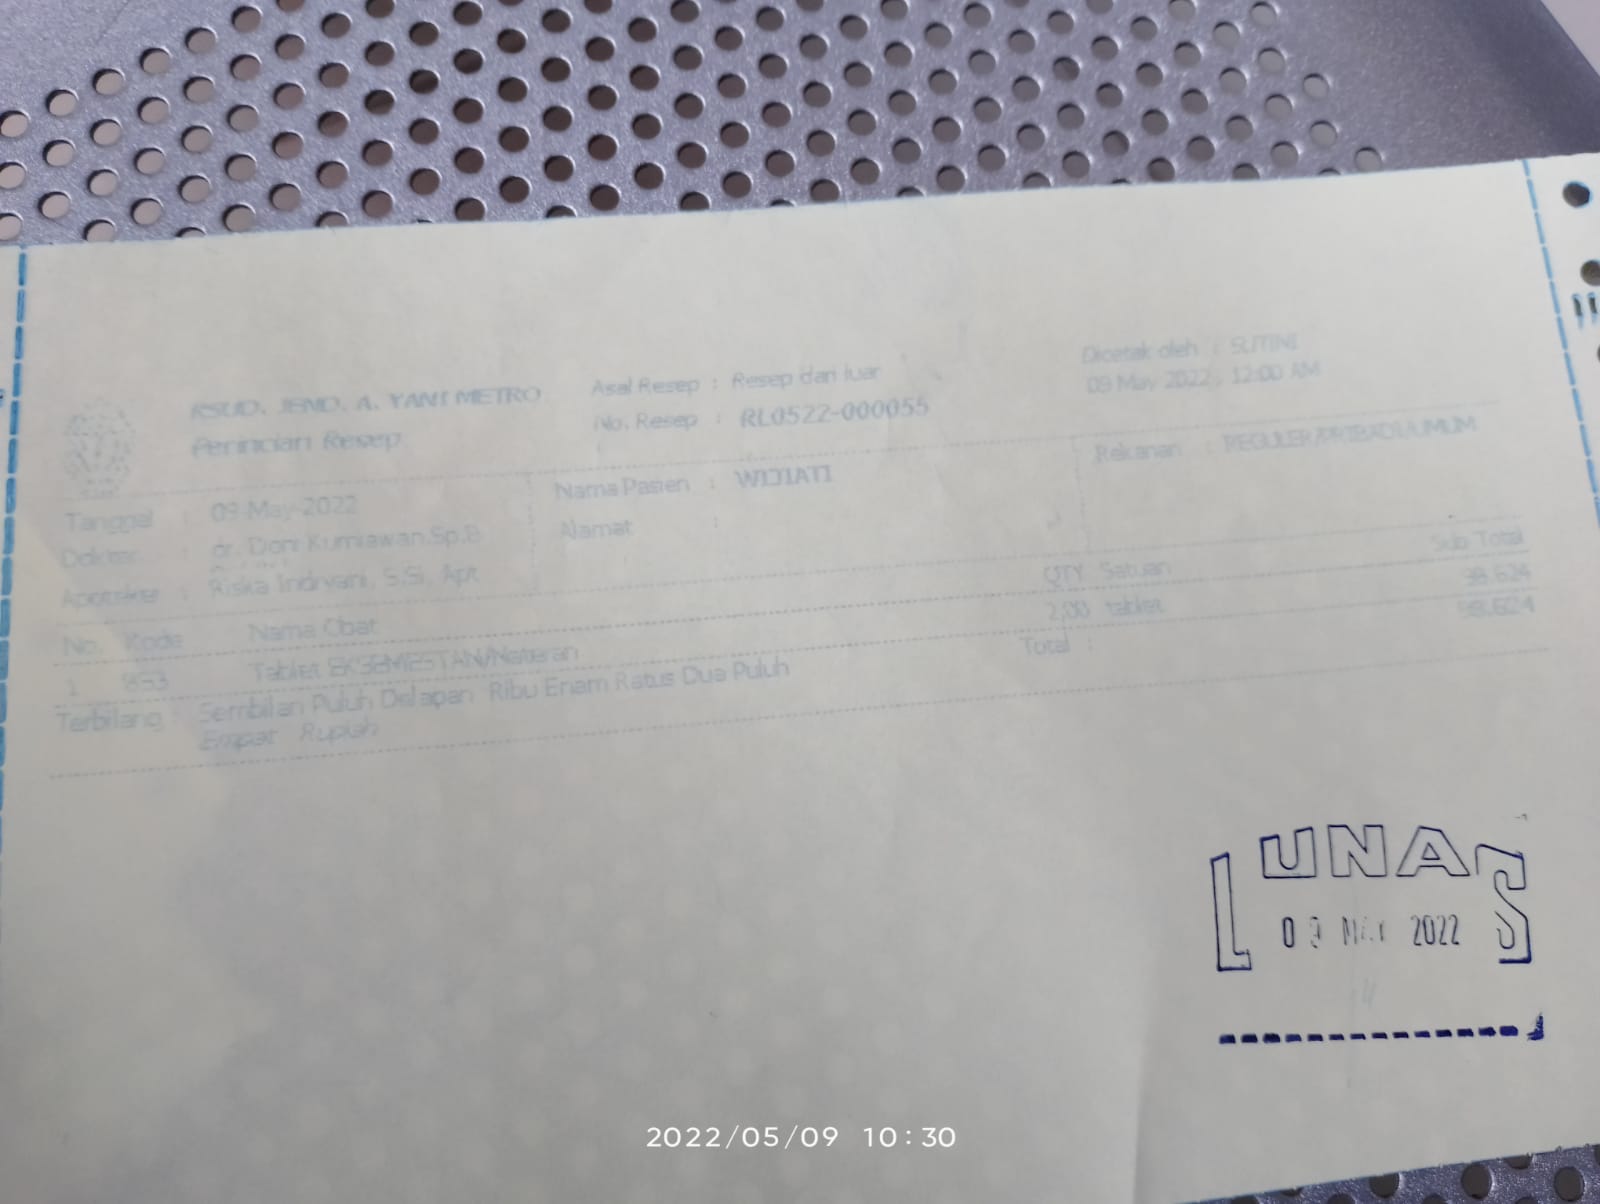 RSUD. JEND. A. YANI METRO
Perincian Resep
Asal Resep : Resep dari luar
No. Resep : RL0522-000055
Dicetak oleh : SUTINI
09 May 2022, 12:00 AM
Tanggal : 09-May-2022
Dokter : dr. Doni Kurniawan,Sp.B
Apoteker : Riska Indryani, S.Si, Apt
Nama Pasien : WIJIATI
Alamat :
Rekanan : REGULER/PRIBADI/UMUM
No. Kode Nama Obat QTY Satuan Sub Total
1 853 Tablet EKSEMESTAN/Natersan 2,00 tablet 98.624
Total : 98.624
Terbilang : Sembilan Puluh Delapan Ribu Enam Ratus Dua Puluh
Empat Rupiah
LUNAS
09 MAY 2022
2022/05/09 10:30